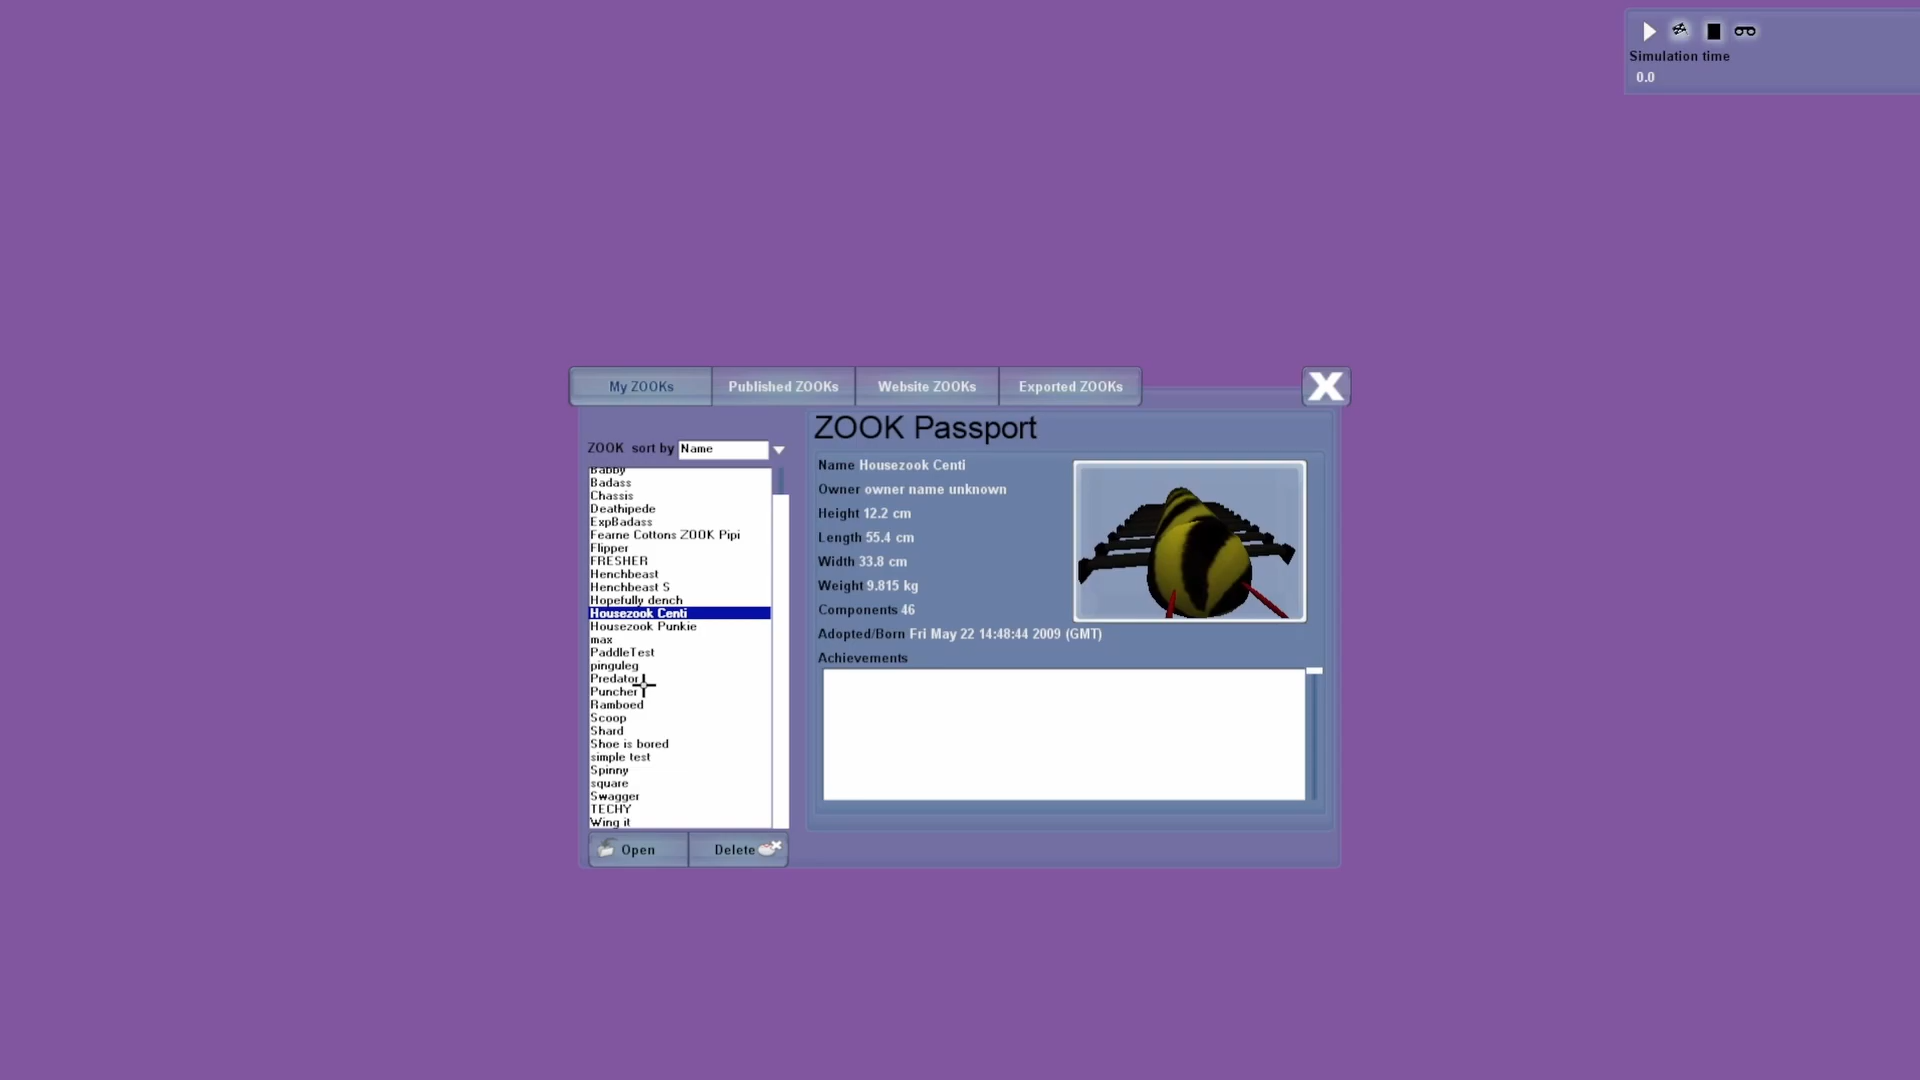 Simulation time
0.0
My ZOOKs
Published ZOOKs
Website ZOOKs
Exported ZOOKs
X
ZOOK Passport
ZOOK sort by Name
Babby
Badass
Chassis
Deathipede
ExpBadass
Fearne Cottons ZOOK Pipi
Flipper
FRESHER
Henchbeast
Henchbeast S
Hopefully dench
Housezook Centi
Housezook Punkie
max
PaddleTest
pinguleg
Predator
Puncher
Ramboed
Scoop
Shard
Shoe is bored
simple test
Spinny
square
Swagger
TECHY
Wing it
Open
Delete
Name Housezook Centi
Owner owner name unknown
Height 12.2 cm
Length 55.4 cm
Width 33.8 cm
Weight 9.815 kg
Components 46
Adopted/Born Fri May 22 14:48:44 2009 (GMT)
Achievements